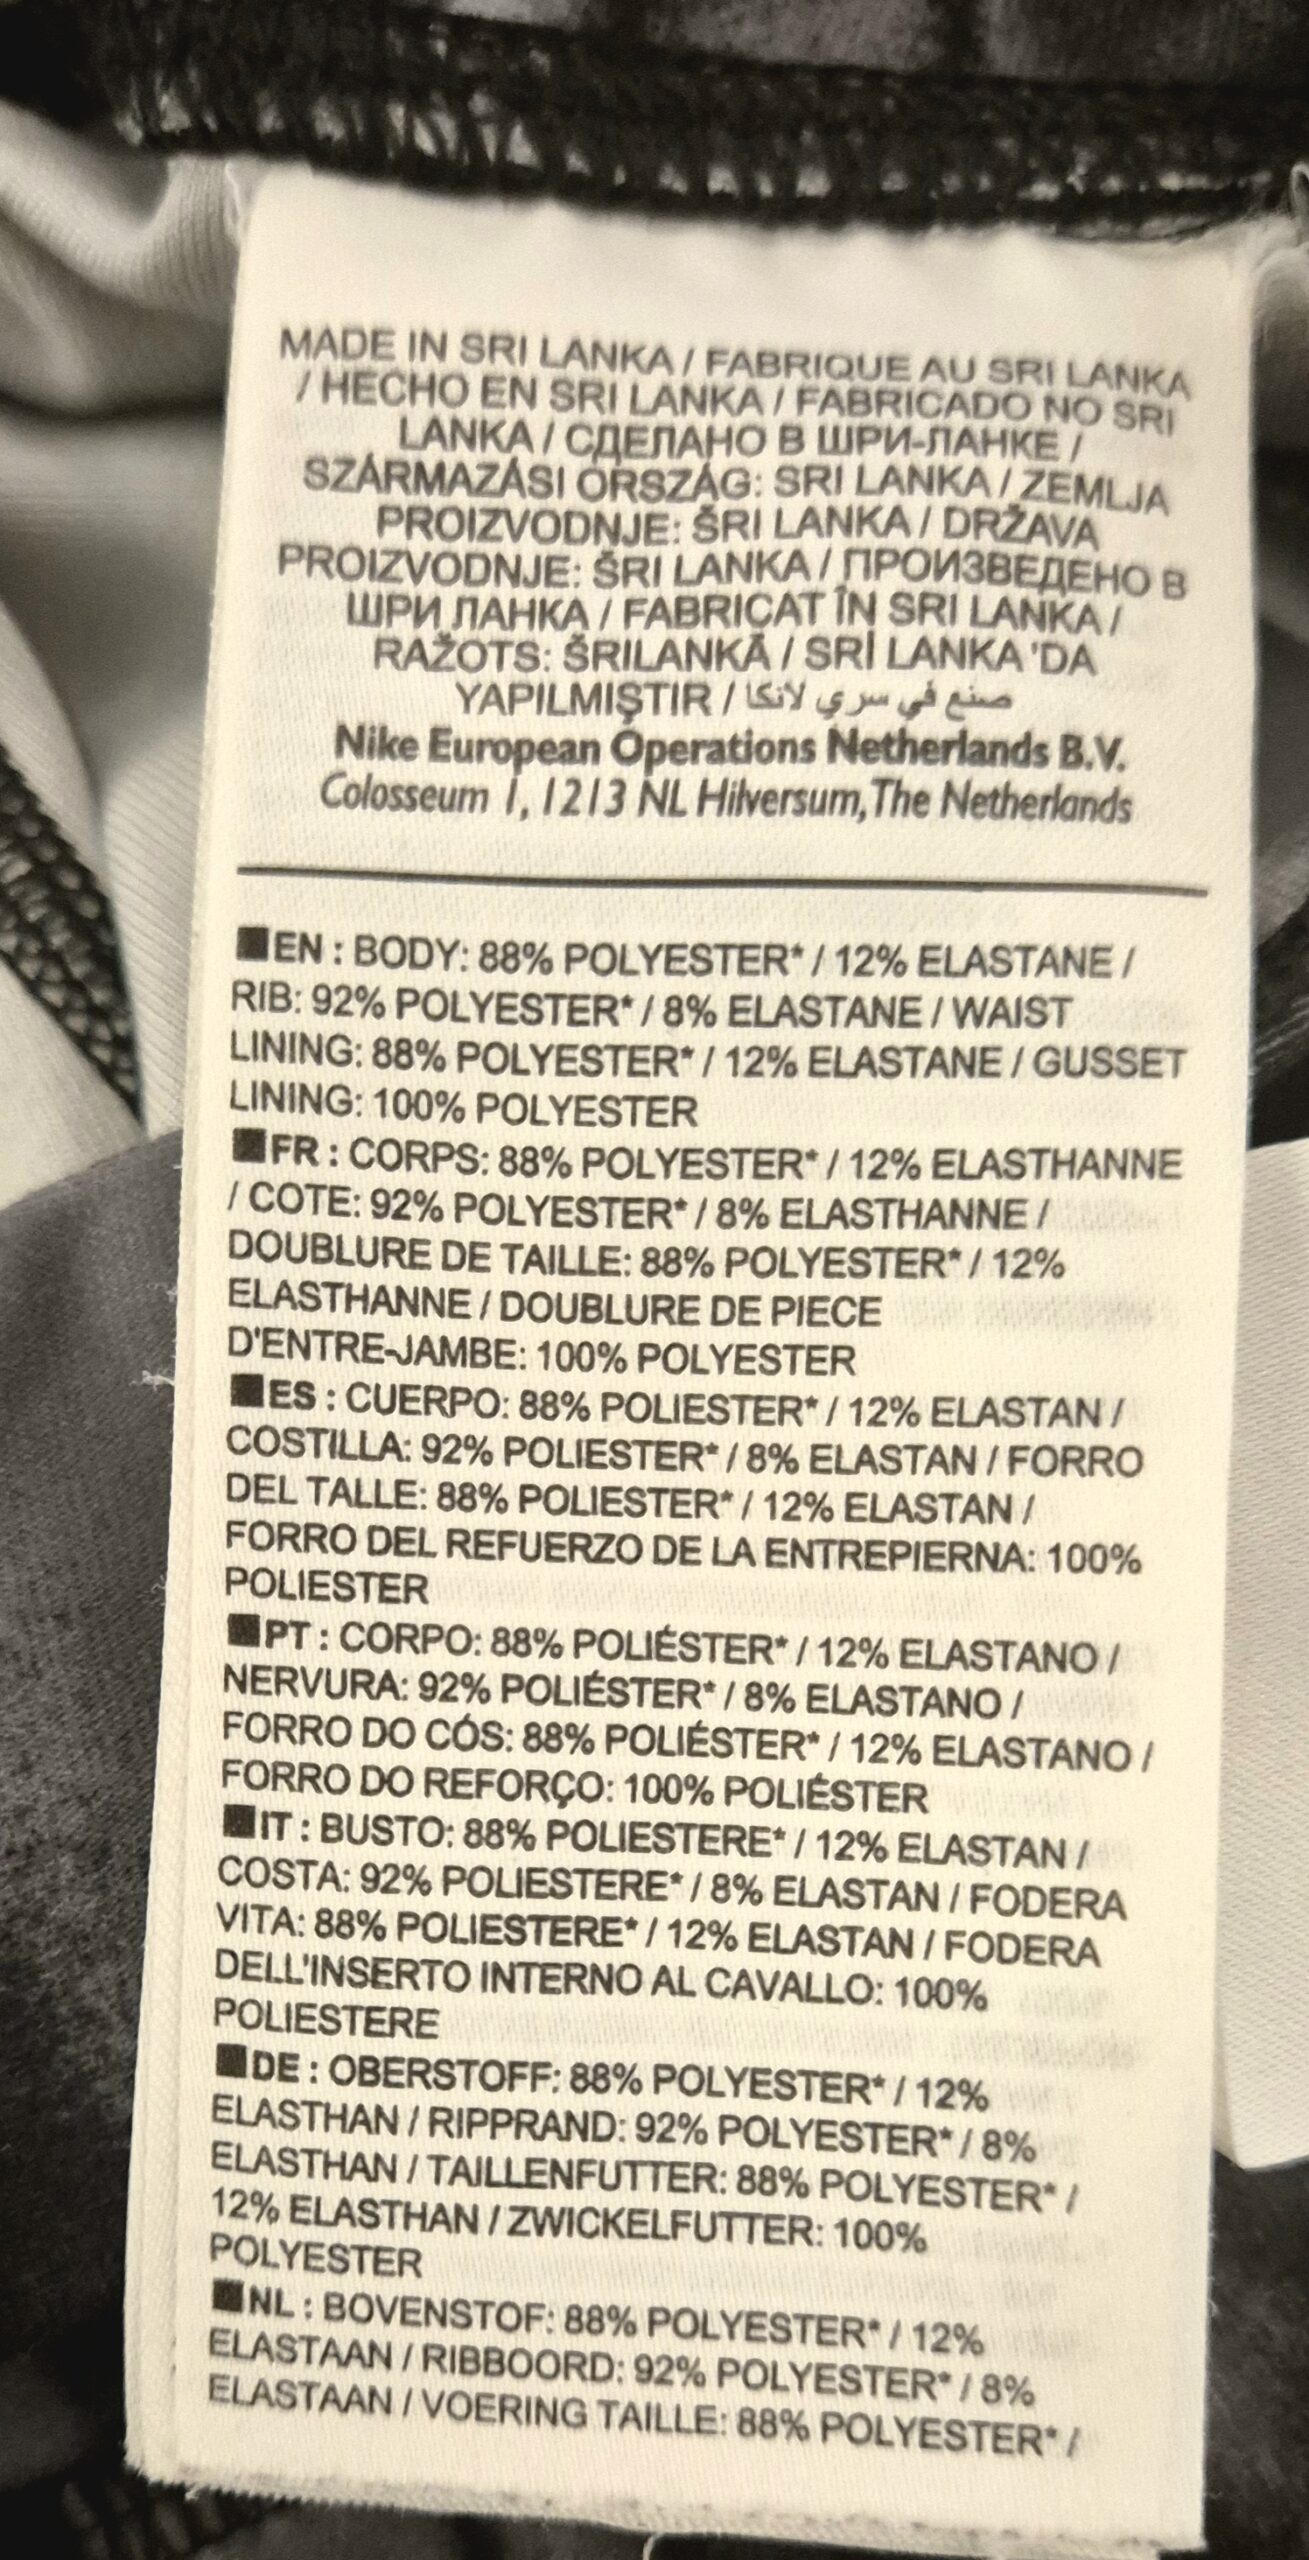 MADE IN SRI LANKA / FABRIQUE AU SRI LANKA
/ HECHO EN SRI LANKA / FABRICADO NO SRI
LANKA / СДЕЛАНО В ШРИ-ЛАНКЕ /
SZÁRMAZÁSI ORSZÁG: SRI LANKA / ZEMLJA
PROIZVODNJE: ŠRI LANKA / DRŽAVA
PROIZVODNJE: ŠRI LANKA / ПРОИЗВЕДЕНО В
ШРИ ЛАНКА / FABRICAT ÎN SRI LANKA /
RAŽOTS: ŠRILANKĀ / SRİ LANKA 'DA
YAPILMIŞTIR / صنع في سري لانكا
Nike European Operations Netherlands B.V.
Colosseum 1, 1213 NL Hilversum, The Netherlands
■EN : BODY: 88% POLYESTER* / 12% ELASTANE /
RIB: 92% POLYESTER* / 8% ELASTANE / WAIST
LINING: 88% POLYESTER* / 12% ELASTANE / GUSSET
LINING: 100% POLYESTER
■FR : CORPS: 88% POLYESTER* / 12% ELASTHANNE
/ COTE: 92% POLYESTER* / 8% ELASTHANNE /
DOUBLURE DE TAILLE: 88% POLYESTER* / 12%
ELASTHANNE / DOUBLURE DE PIECE
D'ENTRE-JAMBE: 100% POLYESTER
■ES : CUERPO: 88% POLIESTER* / 12% ELASTAN /
COSTILLA: 92% POLIESTER* / 8% ELASTAN / FORRO
DEL TALLE: 88% POLIESTER* / 12% ELASTAN /
FORRO DEL REFUERZO DE LA ENTREPIERNA: 100%
POLIESTER
■PT : CORPO: 88% POLIÉSTER* / 12% ELASTANO /
NERVURA: 92% POLIÉSTER* / 8% ELASTANO /
FORRO DO CÓS: 88% POLIÉSTER* / 12% ELASTANO /
FORRO DO REFORÇO: 100% POLIÉSTER
■IT : BUSTO: 88% POLIESTERE* / 12% ELASTAN /
COSTA: 92% POLIESTERE* / 8% ELASTAN / FODERA
VITA: 88% POLIESTERE* / 12% ELASTAN / FODERA
DELL'INSERTO INTERNO AL CAVALLO: 100%
POLIESTERE
■DE : OBERSTOFF: 88% POLYESTER* / 12%
ELASTHAN / RIPPRAND: 92% POLYESTER* / 8%
ELASTHAN / TAILLENFUTTER: 88% POLYESTER* /
12% ELASTHAN / ZWICKELFUTTER: 100%
POLYESTER
■NL : BOVENSTOF: 88% POLYESTER* / 12%
ELASTAAN / RIBBOORD: 92% POLYESTER* / 8%
ELASTAAN / VOERING TAILLE: 88% POLYESTER* /